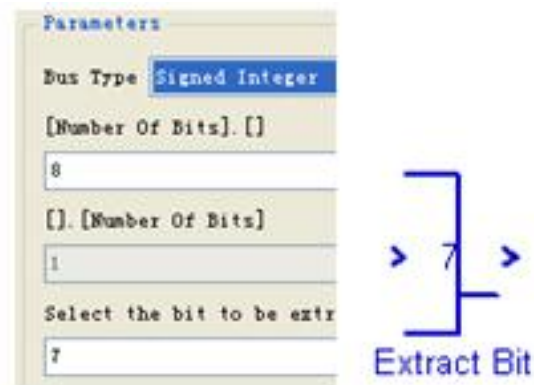 Parameters
Bus Type Signed Integer
[Number Of Bits].[]
8
[].[Number Of Bits]
1
Select the bit to be extr
7
7
Extract Bit